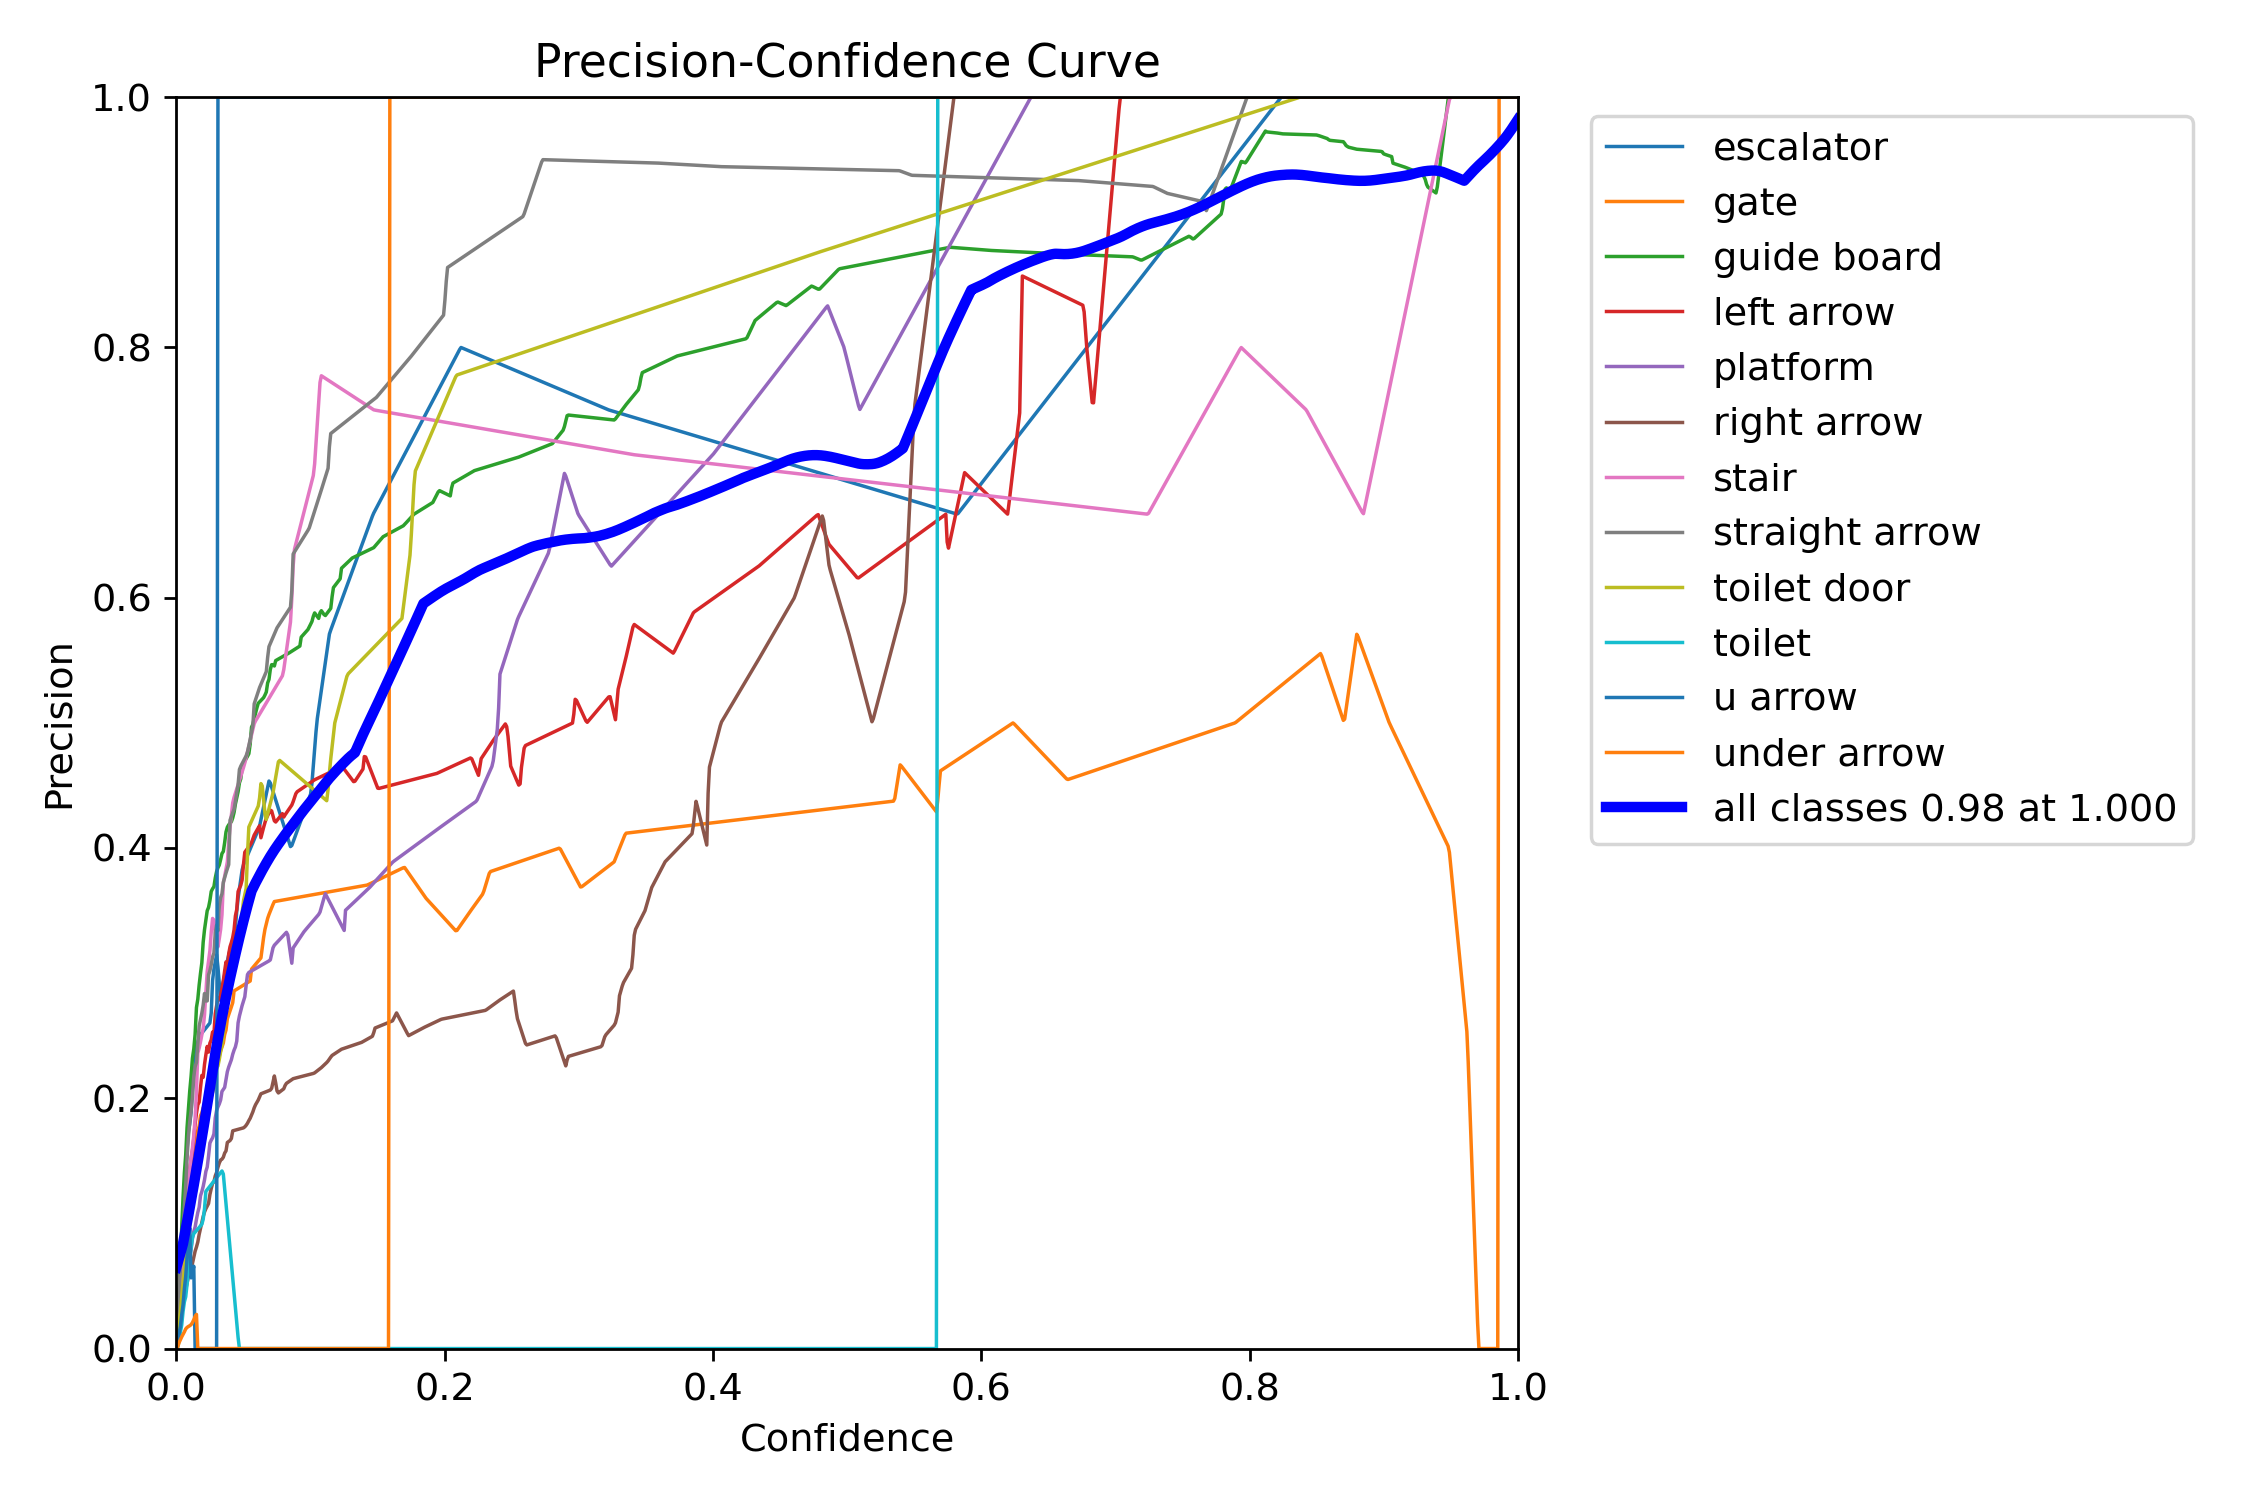 Precision-Confidence Curve
1.0
0.8
0.6
0.4
0.2
0.0
Precision
0.0 0.2 0.4 0.6 0.8 1.0
Confidence
escalator
gate
guide board
left arrow
platform
right arrow
stair
straight arrow
toilet door
toilet
u arrow
under arrow
all classes 0.98 at 1.000